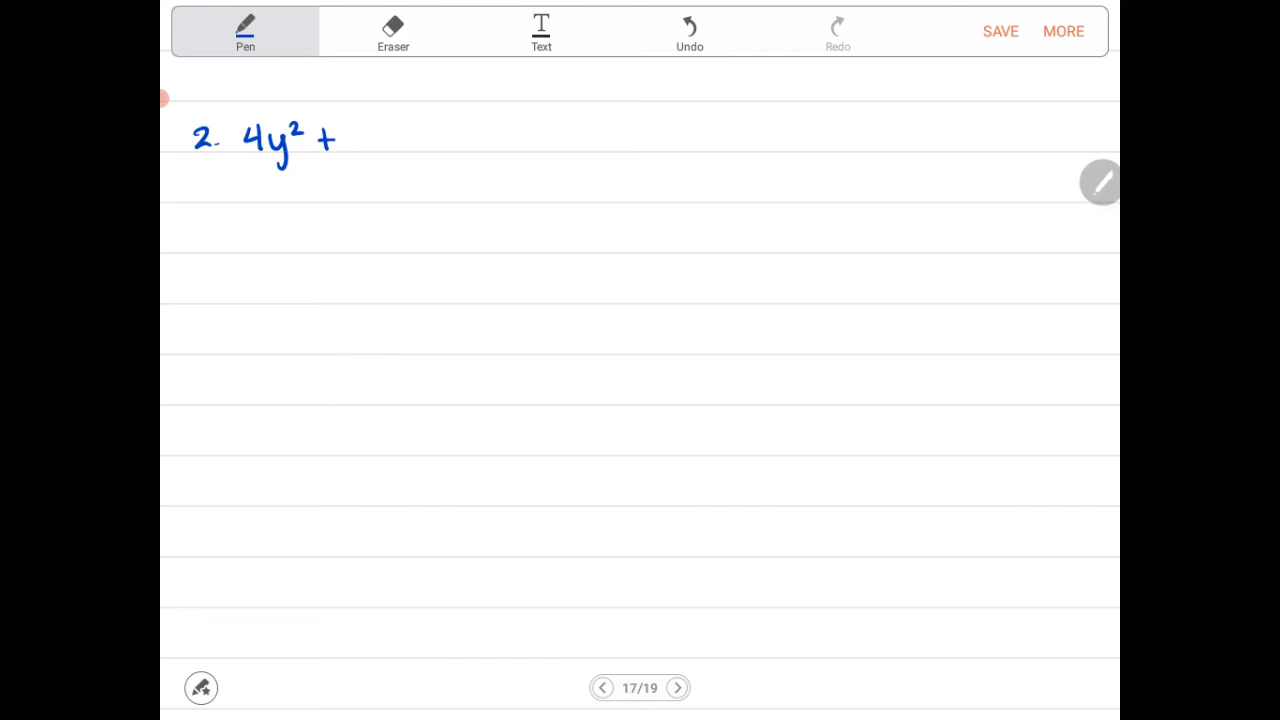 Pen Eraser Text Undo Redo SAVE MORE
2. 4y² +
17/19